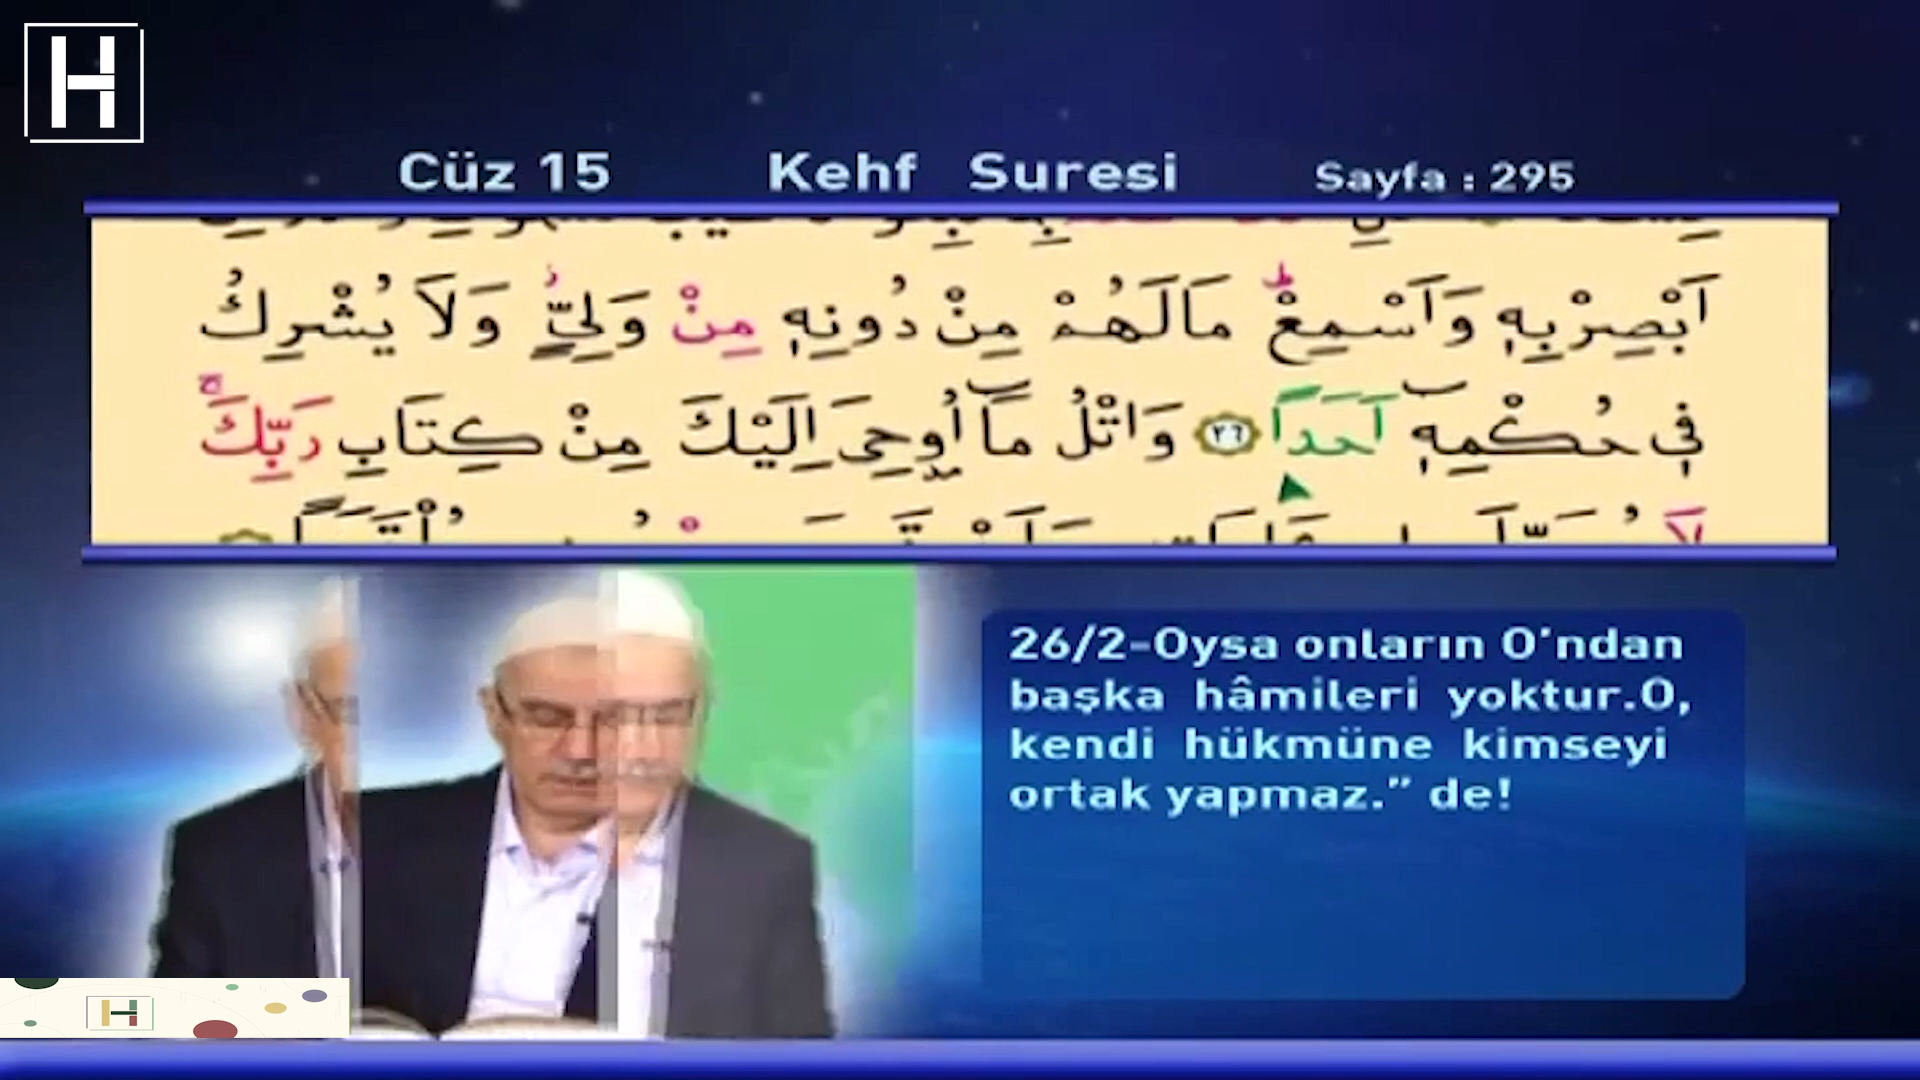 H
Cüz 15 Kehf Suresi Sayfa : 295
اَبْصِرْ بِهٖ وَاَسْمِعْۜ مَا لَهُمْ مِنْ دُونِهٖ مِنْ وَلِيٍّۘ وَلَا يُشْرِكُ
فٖي حُكْمِهٖٓ اَحَداً ٢٦ وَاتْلُ مَٓا اُو۫حِيَ اِلَيْكَ مِنْ كِتَابِ رَبِّكَۚ
26/2-Oysa onların O'ndan
başka hâmileri yoktur.O,
kendi hükmüne kimseyi
ortak yapmaz.” de!
H